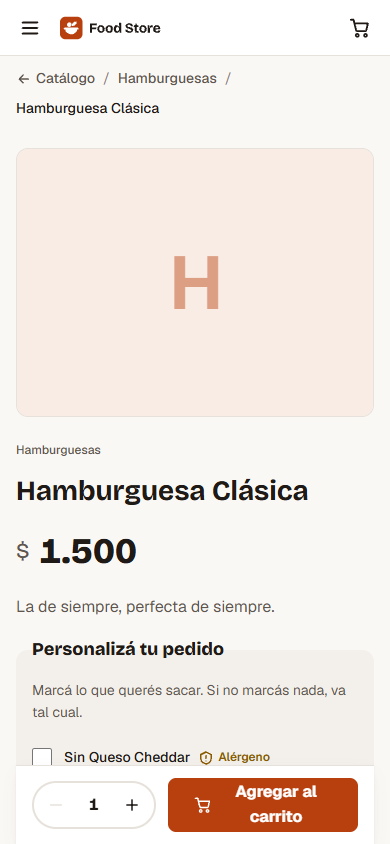 Food Store
← Catálogo / Hamburguesas /
Hamburguesa Clásica
H
Hamburguesas
Hamburguesa Clásica
$ 1.500
La de siempre, perfecta de siempre.
Personalizá tu pedido
Marcá lo que querés sacar. Si no marcás nada, va
tal cual.
Sin Queso Cheddar Alérgeno
− 1 +
Agregar al
carrito